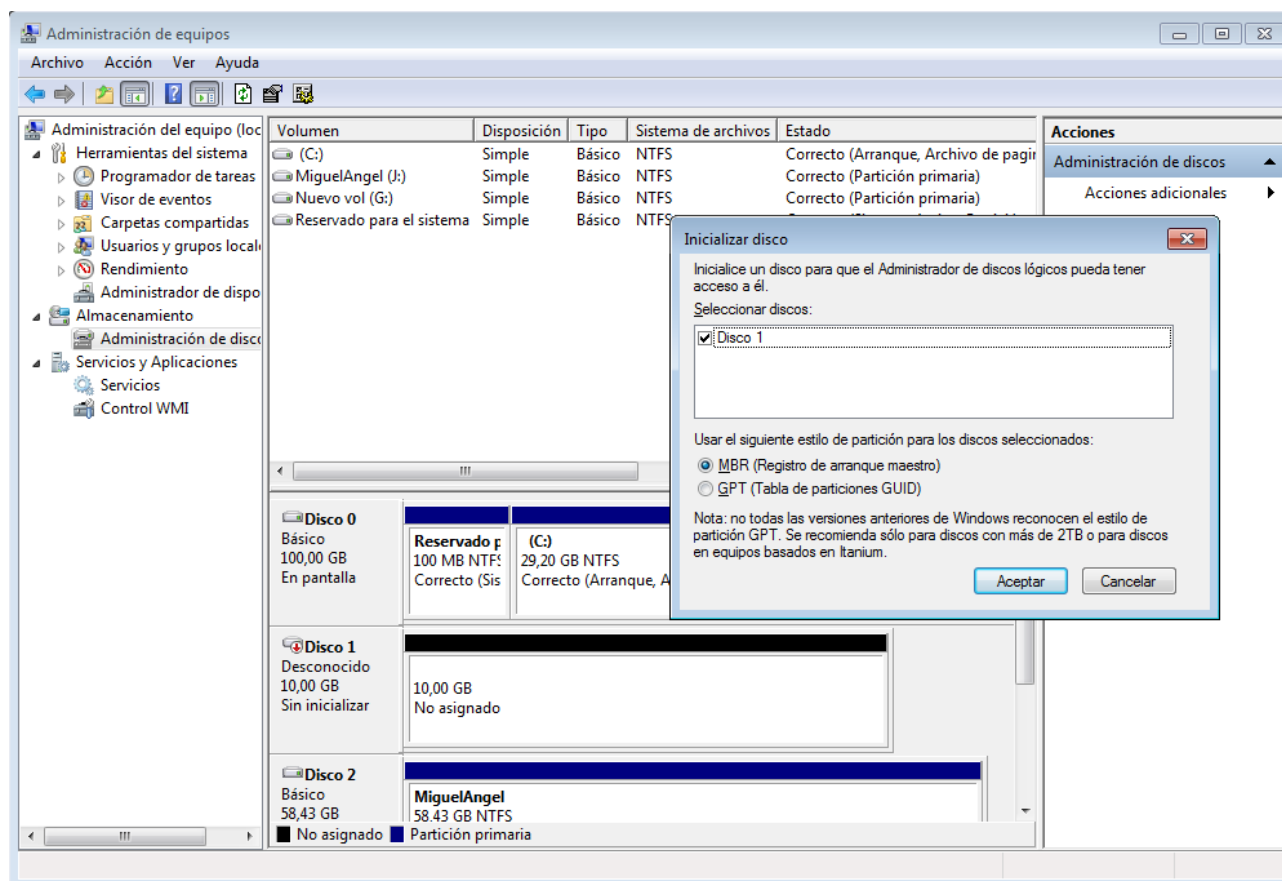 Administración de equipos
Archivo Acción Ver Ayuda
Administración del equipo (loc
Herramientas del sistema
Programador de tareas
Visor de eventos
Carpetas compartidas
Usuarios y grupos local
Rendimiento
Administrador de dispo
Almacenamiento
Administración de disc
Servicios y Aplicaciones
Servicios
Control WMI
Volumen Disposición Tipo Sistema de archivos Estado
(C:) Simple Básico NTFS Correcto (Arranque, Archivo de pagin
MiguelAngel (J:) Simple Básico NTFS Correcto (Partición primaria)
Nuevo vol (G:) Simple Básico NTFS Correcto (Partición primaria)
Reservado para el sistema Simple Básico NTFS
Acciones
Administración de discos
Acciones adicionales
Inicializar disco
Inicialice un disco para que el Administrador de discos lógicos pueda tener
acceso a él.
Seleccionar discos:
Disco 1
Usar el siguiente estilo de partición para los discos seleccionados:
MBR (Registro de arranque maestro)
GPT (Tabla de particiones GUID)
Nota: no todas las versiones anteriores de Windows reconocen el estilo de
partición GPT. Se recomienda sólo para discos con más de 2TB o para discos
en equipos basados en Itanium.
Aceptar Cancelar
Disco 0
Básico
100,00 GB
En pantalla
Reservado p
100 MB NTFS
Correcto (Sis
(C:)
29,20 GB NTFS
Correcto (Arranque, A
Disco 1
Desconocido
10,00 GB
Sin inicializar
10,00 GB
No asignado
Disco 2
Básico
58,43 GB
MiguelAngel
58,43 GB NTFS
No asignado Partición primaria